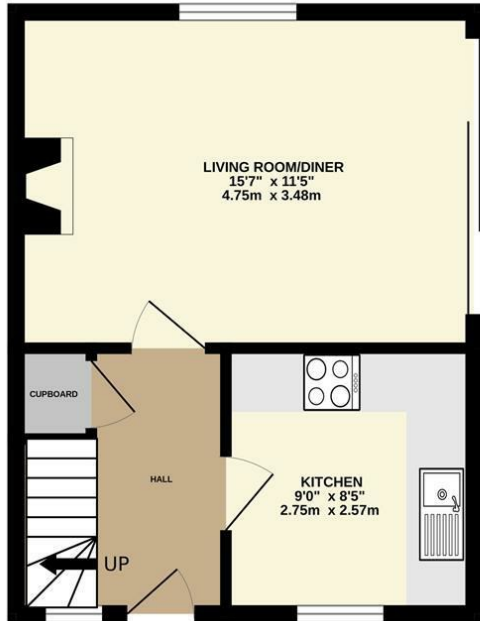 LIVING ROOM/DINER
15'7" x 11'5"
4.75m x 3.48m
CUPBOARD
HALL
KITCHEN
9'0" x 8'5"
2.75m x 2.57m
UP